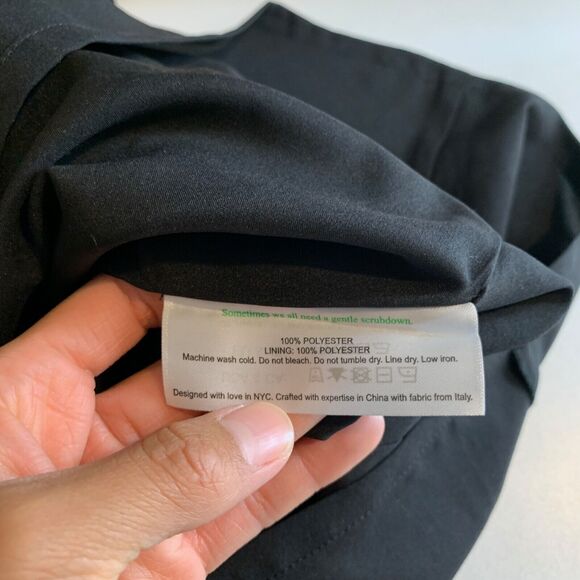 Sometimes we all need a gentle scrubdown.
100% POLYESTER
LINING: 100% POLYESTER
Machine wash cold. Do not bleach. Do not tumble dry. Line dry. Low iron.
Designed with love in NYC. Crafted with expertise in China with fabric from Italy.